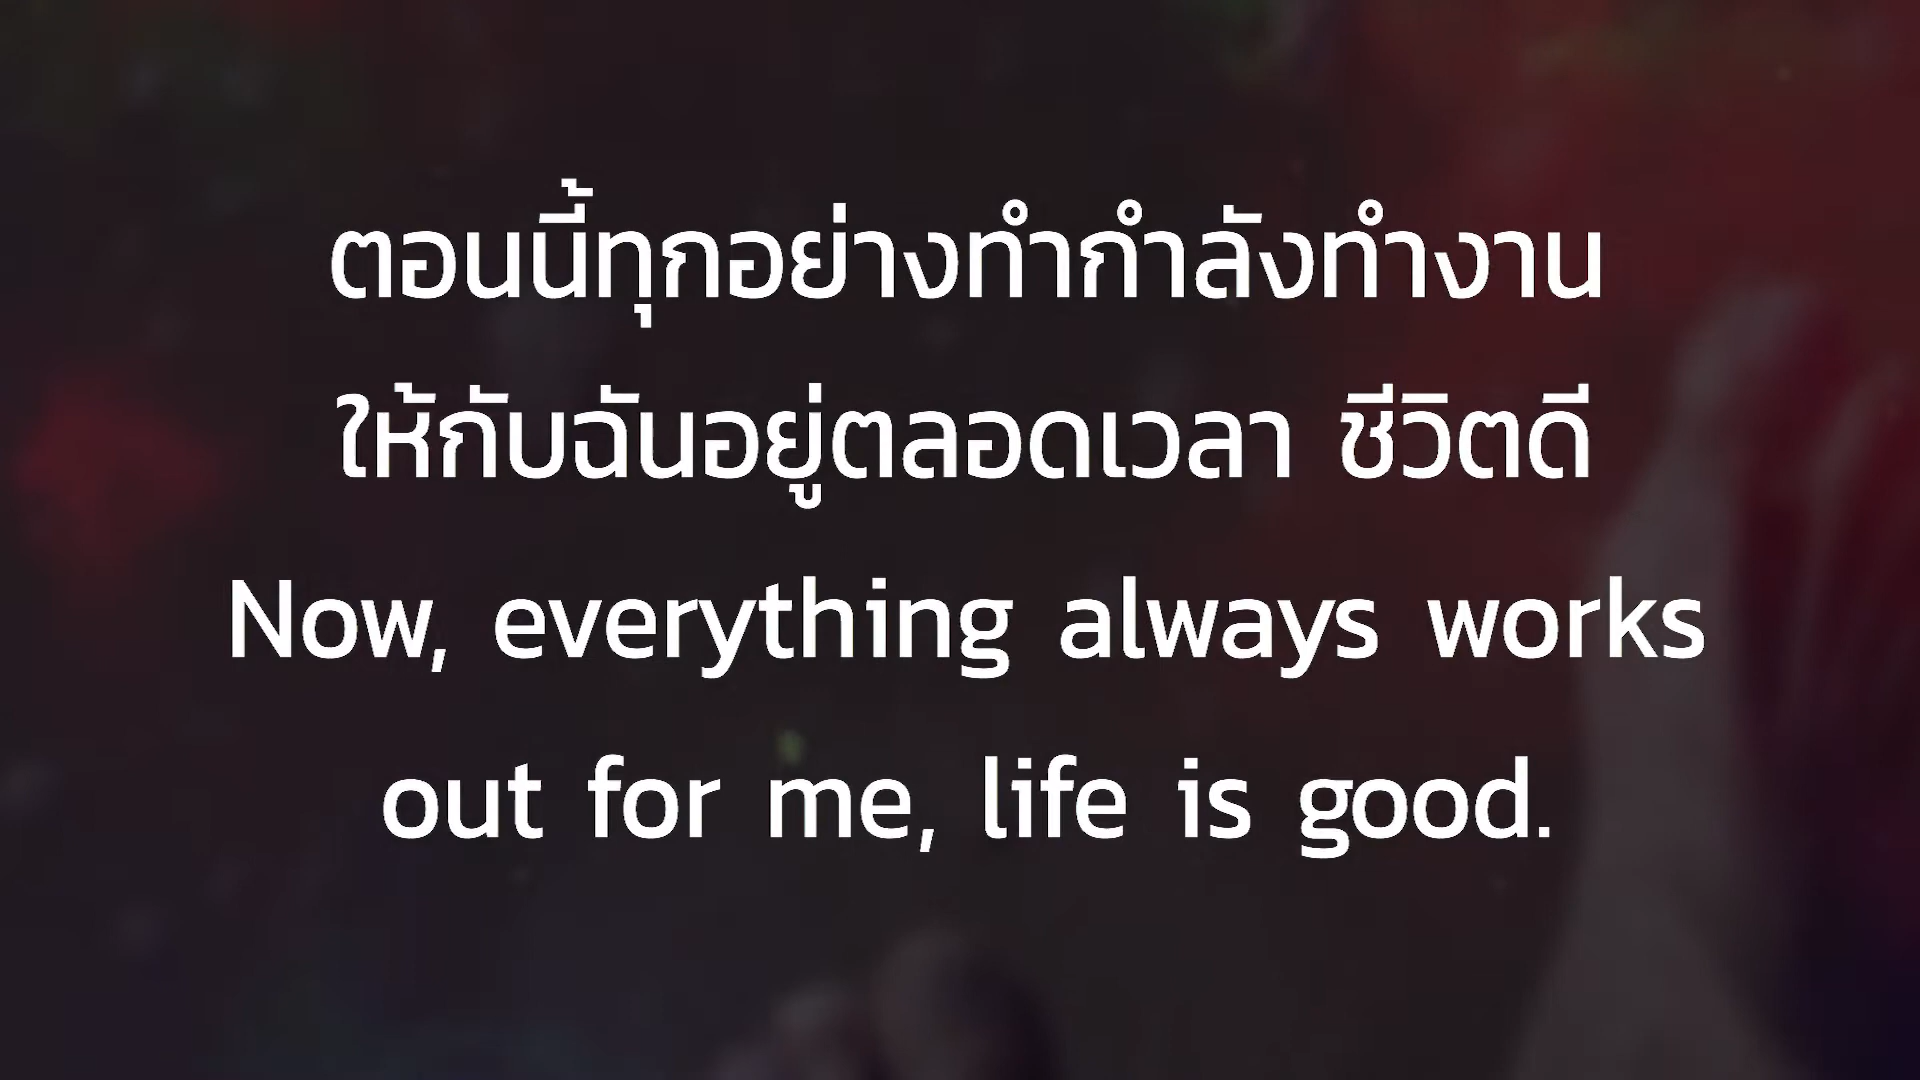 ตอนนี้ทุกอย่างทำกำลังทำงาน
ให้กับฉันอยู่ตลอดเวลา ชีวิตดี
Now, everything always works
out for me, life is good.